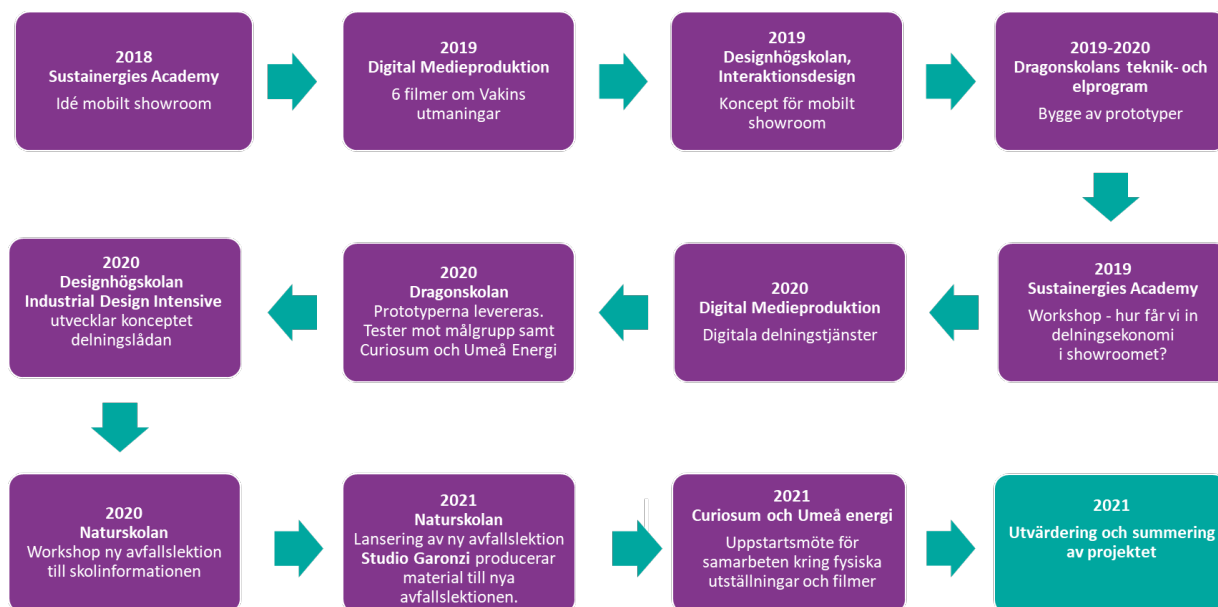 2018
Sustainergies Academy
Idé mobilt showroom
2019
Digital Medieproduktion
6 filmer om Vakins
utmaningar
2019
Designhögskolan,
Interaktionsdesign
Koncept för mobilt
showroom
2019-2020
Dragonskolans teknik- och
elprogram
Bygge av prototyper
2019
Sustainergies Academy
Workshop - hur får vi in
delningsekonomi
i showroomet?
2020
Digital Medieproduktion
Digitala delningstjänster
2020
Dragonskolan
Prototyperna levereras.
Tester mot målgrupp samt
Curiosum och Umeå Energi
2020
Designhögskolan
Industrial Design Intensive
utvecklar konceptet
delningslådan
2020
Naturskolan
Workshop ny avfallslektion
till skolinformationen
2021
Naturskolan
Lansering av ny avfallslektion
Studio Garonzi producerar
material till nya
avfallslektionen.
2021
Curiosum och Umeå energi
Uppstartsmöte för
samarbeten kring fysiska
utställningar och filmer
2021
Utvärdering och summering
av projektet